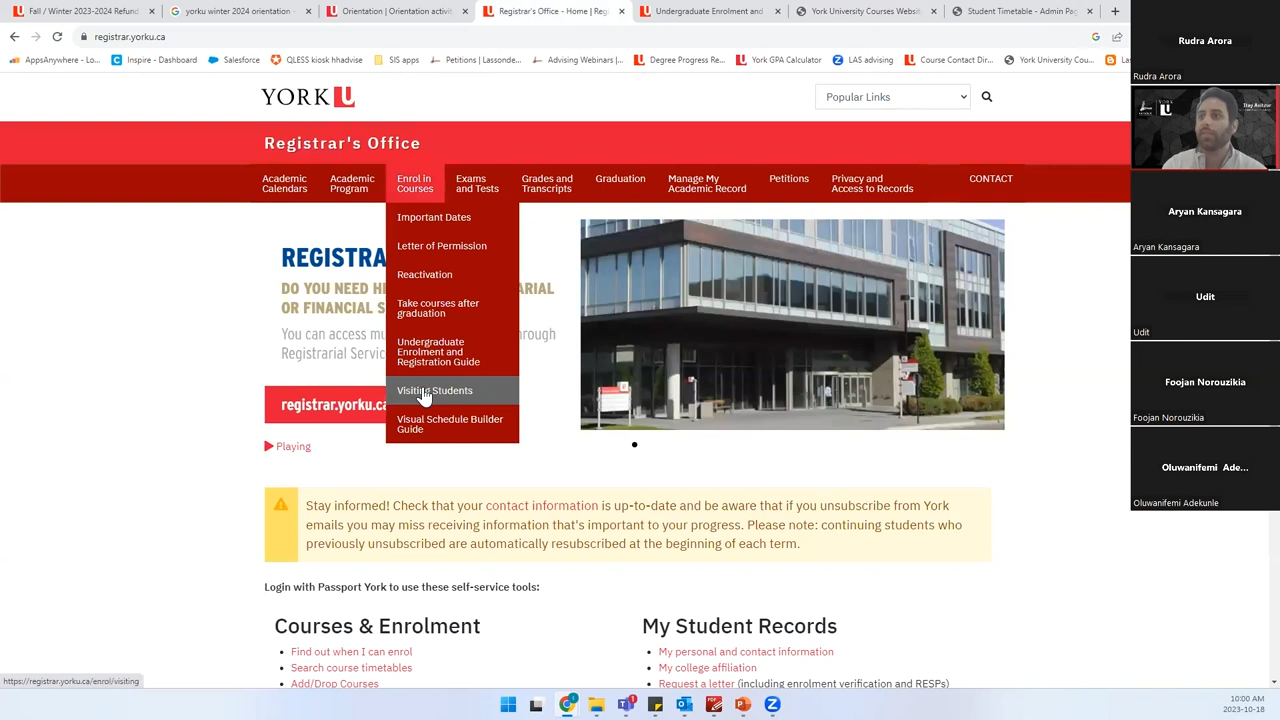 Fall / Winter 2023-2024 Refund
yorku winter 2024 orientation -
Orientation | Orientation activit
Registrar's Office - Home | Reg
Undergraduate Enrolment and
York University Courses Websit
Student Timetable - Admin Pag
registrar.yorku.ca
AppsAnywhere - Lo...
Inspire - Dashboard
Salesforce
QLESS kiosk hhadvise
SIS apps
Petitions | Lassonde...
Advising Webinars |...
Degree Progress Re...
York GPA Calculator
LAS advising
Course Contact Dir...
York University Cou...
Las
YORK U
Popular Links
Registrar's Office
Academic
Calendars
Academic
Program
Enrol in
Courses
Exams
and Tests
Grades and
Transcripts
Graduation
Manage My
Academic Record
Petitions
Privacy and
Access to Records
CONTACT
Important Dates
Letter of Permission
Reactivation
Take courses after
graduation
Undergraduate
Enrolment and
Registration Guide
Visiting Students
Visual Schedule Builder
Guide
REGISTRA
DO YOU NEED HE
ARIAL
OR FINANCIAL S
You can access mu
rough
Registrarial Servic
registrar.yorku.ca
Playing
Stay informed! Check that your contact information is up-to-date and be aware that if you unsubscribe from York
emails you may miss receiving information that's important to your progress. Please note: continuing students who
previously unsubscribed are automatically resubscribed at the beginning of each term.
Login with Passport York to use these self-service tools:
Courses & Enrolment
Find out when I can enrol
Search course timetables
Add/Drop Courses
My Student Records
My personal and contact information
My college affiliation
Request a letter (including enrolment verification and RESPs)
https://registrar.yorku.ca/enrol/visiting
Rudra Arora
Rudra Arora
YORK U
Aryan Kansagara
Aryan Kansagara
Udit
Udit
Foojan Norouzikia
Foojan Norouzikia
Oluwanifemi Ade...
Oluwanifemi Adekunle
10:00 AM
2023-10-18